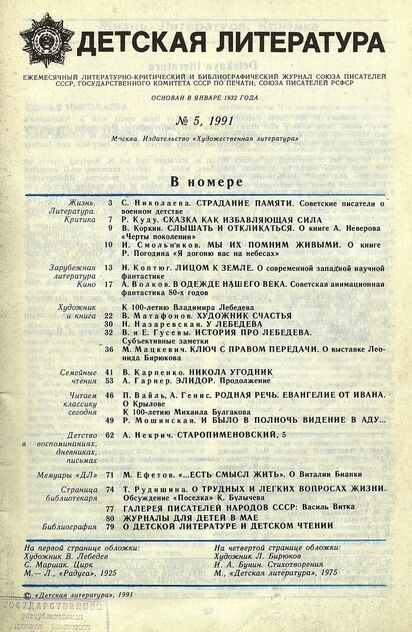 ДЕТСКАЯ ЛИТЕРАТУРА
ЕЖЕМЕСЯЧНЫЙ ЛИТЕРАТУРНО-КРИТИЧЕСКИЙ И БИБЛИОГРАФИЧЕСКИЙ ЖУРНАЛ СОЮЗА ПИСАТЕЛЕЙ
СССР, ГОСУДАРСТВЕННОГО КОМИТЕТА СССР ПО ПЕЧАТИ; СОЮЗА ПИСАТЕЛЕЙ РСФСР
ОСНОВАН В ЯНВАРЕ 1932 ГОДА
№ 5, 1991
Москва. Издательство «Художественная литература»
В номере
Жизнь. 3 С. Николаева. СТРАДАНИЕ ПАМЯТИ. Советские писатели о
Литература. военном детстве
Критика 7 Р. Куду. СКАЗКА КАК ИЗБАВЛЯЮЩАЯ СИЛА
9 В. Коркин. СЛЫШАТЬ И ОТКЛИКАТЬСЯ. О книге А. Неверова
«Черты поколения»
10 И. Смольников. МЫ ИХ ПОМНИМ ЖИВЫМИ. О книге
Р. Погодина «Я догоню вас на небесах»
Зарубежная 13 Н. Коптюг. ЛИЦОМ К ЗЕМЛЕ. О современной западной научной
литература фантастике
Кино 17 А. Волков. В ОДЕЖДЕ НАШЕГО ВЕКА. Советская анимационная
фантастика 80-х годов
Художник К 100-летию Владимира Лебедева
и книга 22 В. Матафонов. ХУДОЖНИК СЧАСТЬЯ
30 Н. Назаревская. У ЛЕБЕДЕВА
32 В. и Е. Гусевы. ИСТОРИЯ ПРО ЛЕБЕДЕВА.
Субъективные заметки
36 М. Мацкевич. КЛЮЧ С ПРАВОМ ПЕРЕДАЧИ. О выставке Лео-
нида Бирюкова
Семейные 41 В. Карпенко. НИКОЛА УГОДНИК
чтения 53 А. Гарнер. ЭЛИДОР. Продолжение
Читаем 46 П. Вайль, А. Генис. РОДНАЯ РЕЧЬ. ЕВАНГЕЛИЕ ОТ ИВАНА.
классику О Крылове
сегодня К 100-летию Михаила Булгакова
49 Р. Мошинская. И БЫЛО В ПОЛНОЧЬ ВИДЕНИЕ В АДУ...
Детство 62 А. Некрич. СТАРОПИМЕНОВСКИЙ, 5
в воспоминаниях,
дневниках,
письмах
Мемуары «ДЛ» 71 М. Ефетов. «...ЕСТЬ СМЫСЛ ЖИТЬ». О Виталии Бианки
Страница 74 Т. Рудишина. О ТРУДНЫХ И ЛЕГКИХ ВОПРОСАХ ЖИЗНИ.
библиотекаря Обсуждение «Поселка» К. Булычева
77 ГАЛЕРЕЯ ПИСАТЕЛЕЙ НАРОДОВ СССР: Василь Витка
80 ЖУРНАЛЫ ДЛЯ ДЕТЕЙ В МАЕ
Библиография 79 О ДЕТСКОЙ ЛИТЕРАТУРЕ И ДЕТСКОМ ЧТЕНИИ
На первой странице обложки:
Художник В. Лебедев
С. Маршак. Цирк
М.— Л., «Радуга», 1925
На четвертой странице обложки:
Художник Л. Бирюков
И. А. Бунин. Стихотворения
М., «Детская литература», 1975
© «Детская литература», 1991
ГОСУДАРСТВЕННАЯ
республиканская